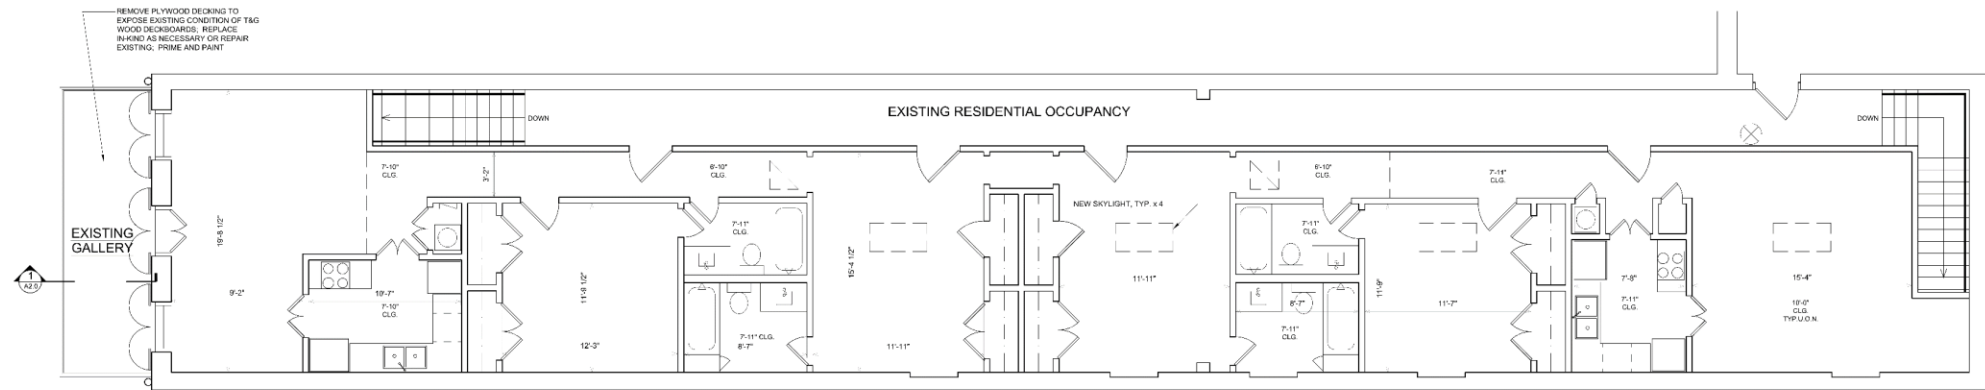 REMOVE PLYWOOD DECKING TO
EXPOSE EXISTING CONDITION OF T&G
WOOD DECKBOARDS; REPLACE
IN-KIND AS NECESSARY OR REPAIR
EXISTING; PRIME AND PAINT
EXISTING RESIDENTIAL OCCUPANCY
DOWN
DOWN
7'-10"
CLG.
3'-2"
6'-10"
CLG.
6'-10"
CLG.
7'-11"
CLG.
NEW SKYLIGHT, TYP. x 4
EXISTING
GALLERY
1
A2.0
19'-8 1/2"
9'-2"
10'-7"
7'-10"
CLG.
11'-9 1/2"
12'-3"
7'-11"
CLG.
7'-11" CLG.
8'-7"
15'-4 1/2"
11'-11"
11'-11"
7'-11"
CLG.
8'-7"
7'-11"
CLG.
11'-9"
11'-7"
7'-8"
7'-11"
CLG.
15'-4"
10'-0"
CLG.
TYP U.O.N.